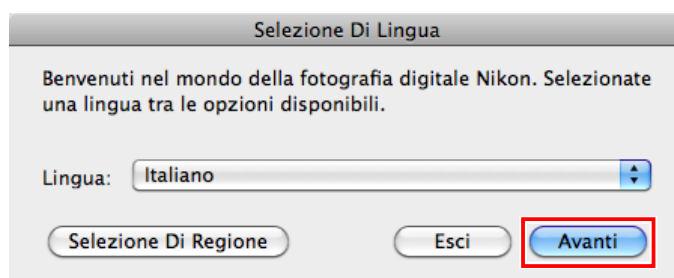 Selezione Di Lingua
Benvenuti nel mondo della fotografia digitale Nikon. Selezionate
una lingua tra le opzioni disponibili.
Lingua: Italiano
Selezione Di Regione Esci Avanti